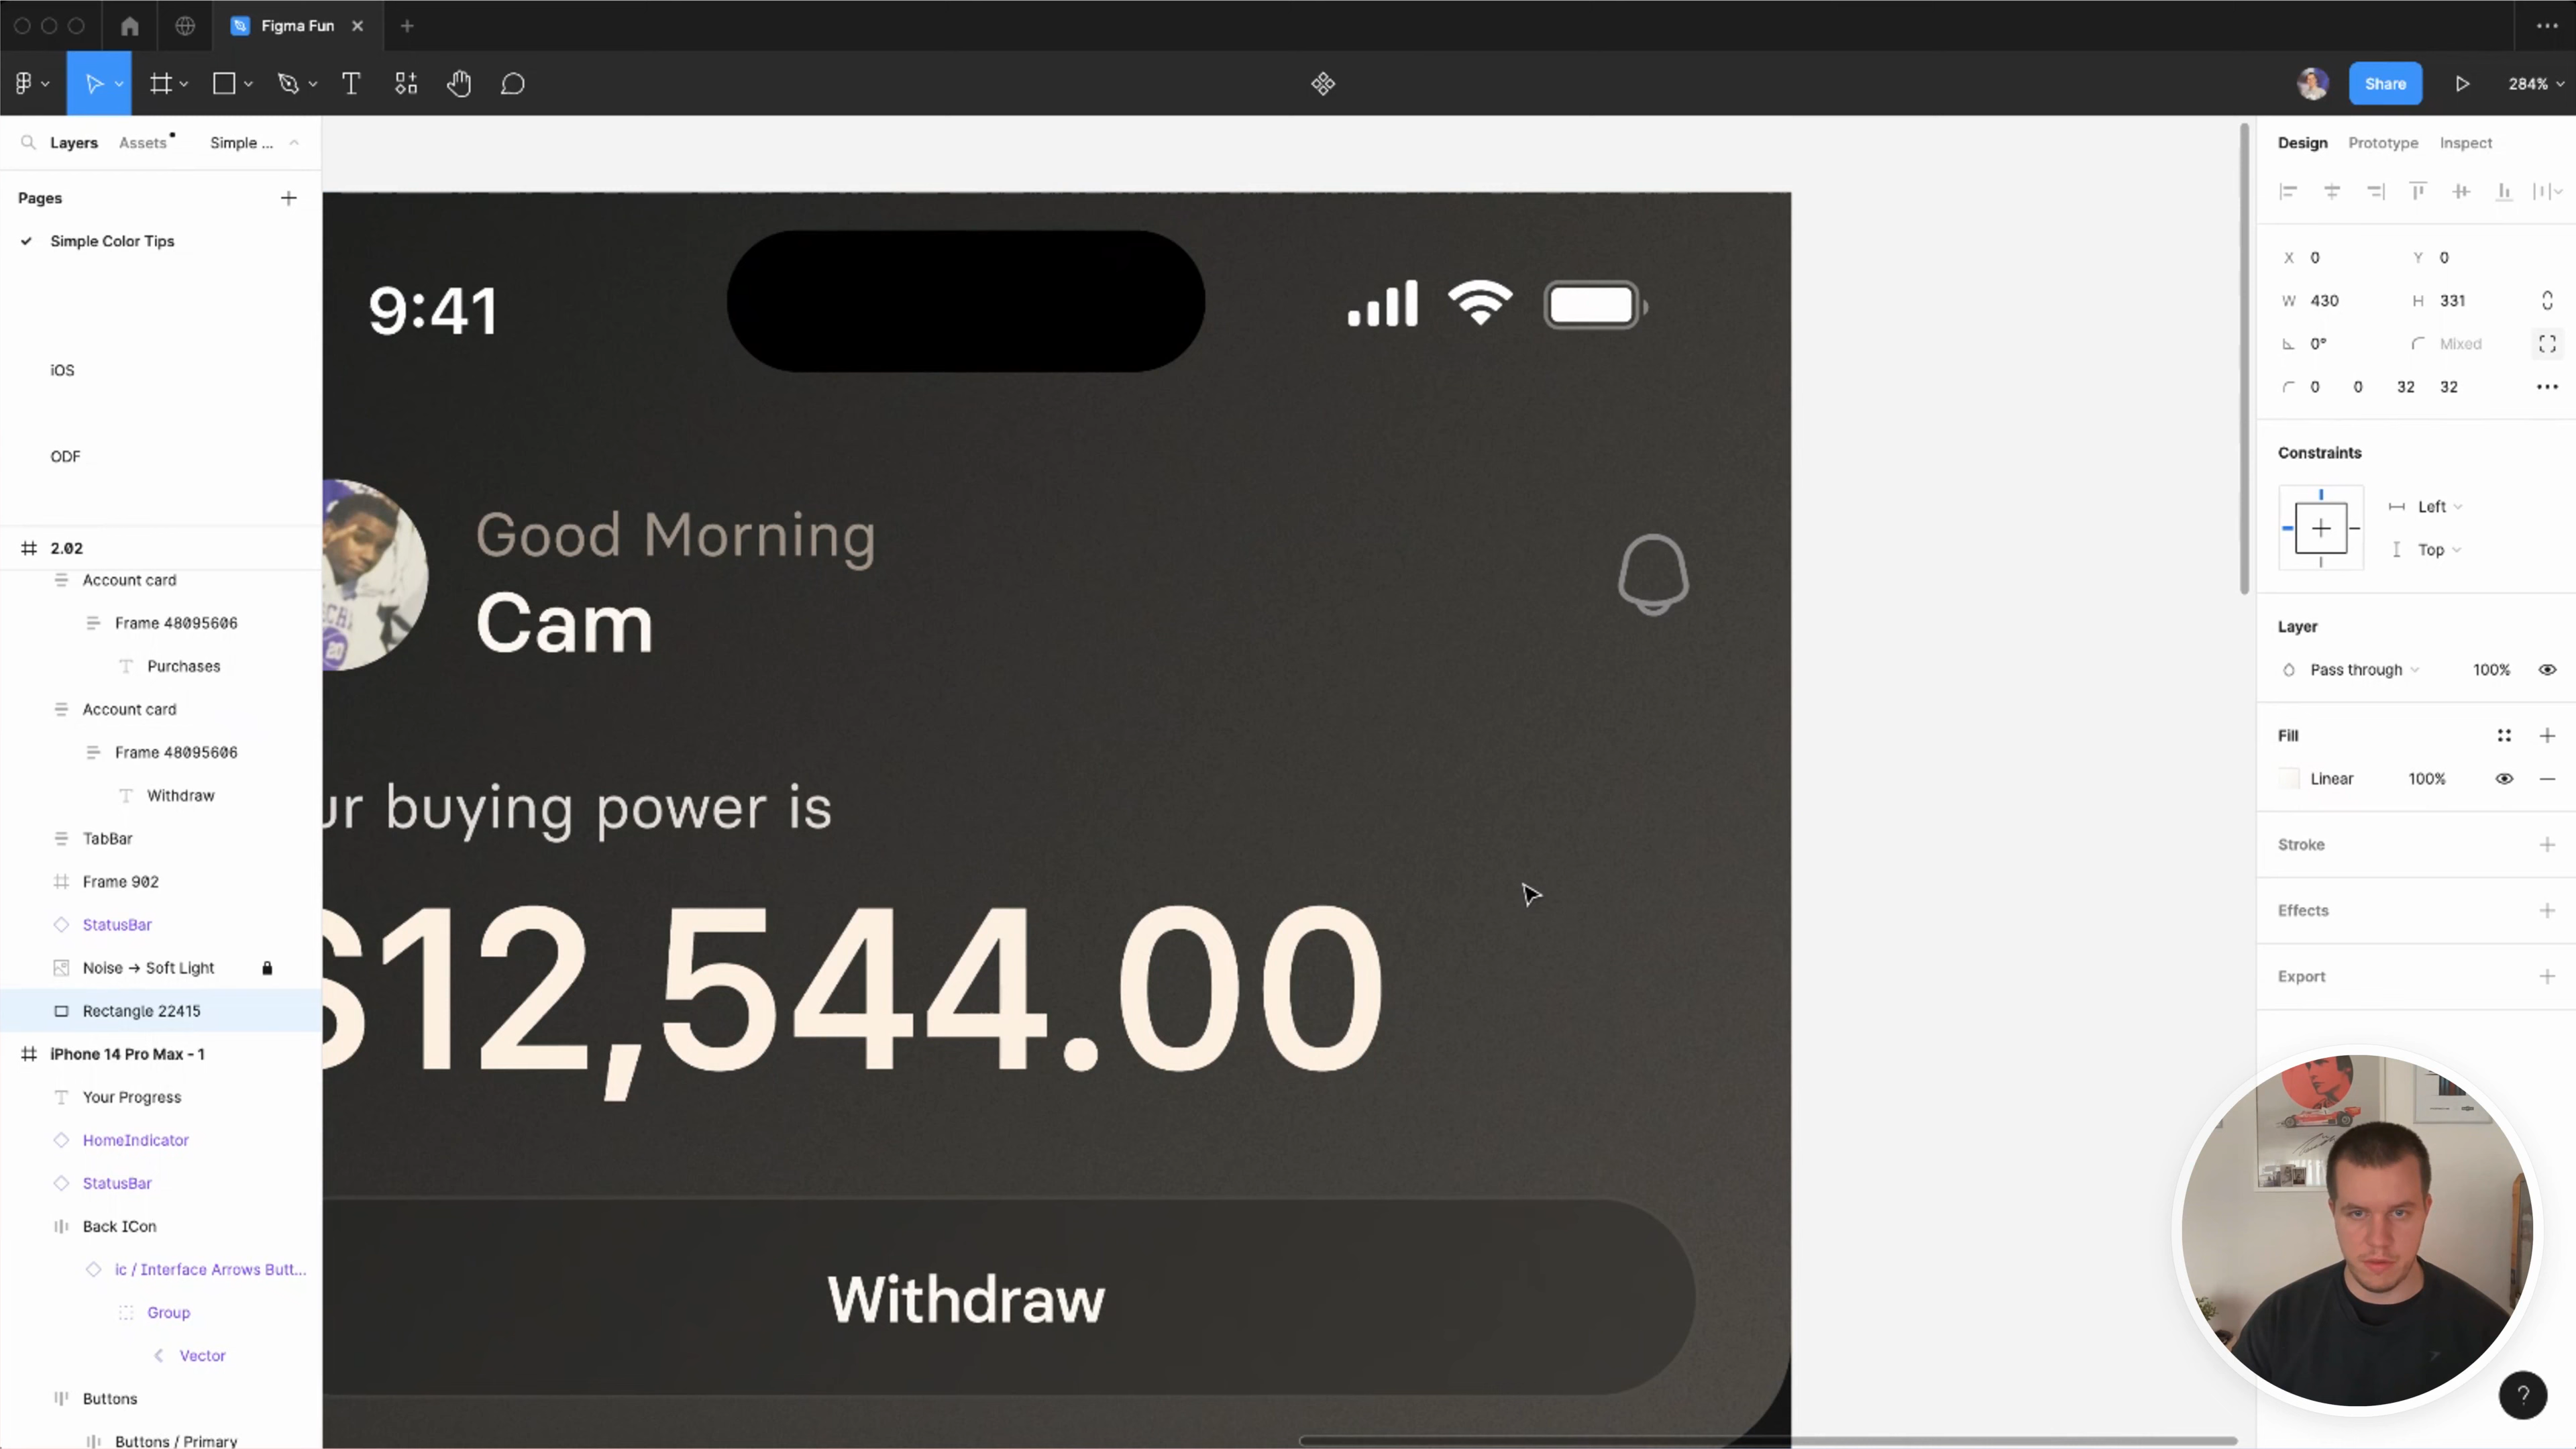 Figma Fun
Share
284%
Layers
Assets
Simple ...
Pages
Simple Color Tips
iOS
ODF
2.02
Account card
Frame 48095606
Purchases
Account card
Frame 48095606
Withdraw
TabBar
Frame 902
StatusBar
Noise → Soft Light
Rectangle 22415
iPhone 14 Pro Max - 1
Your Progress
HomeIndicator
StatusBar
Back ICon
ic / Interface Arrows Butt...
Group
Vector
Buttons
Buttons / Primary
9:41
Good Morning
Cam
ur buying power is
$12,544.00
Withdraw
Design
Prototype
Inspect
X 0 Y 0
W 430 H 331
0° Mixed
0 0 32 32
Constraints
Left
Top
Layer
Pass through 100%
Fill
Linear 100%
Stroke
Effects
Export
?